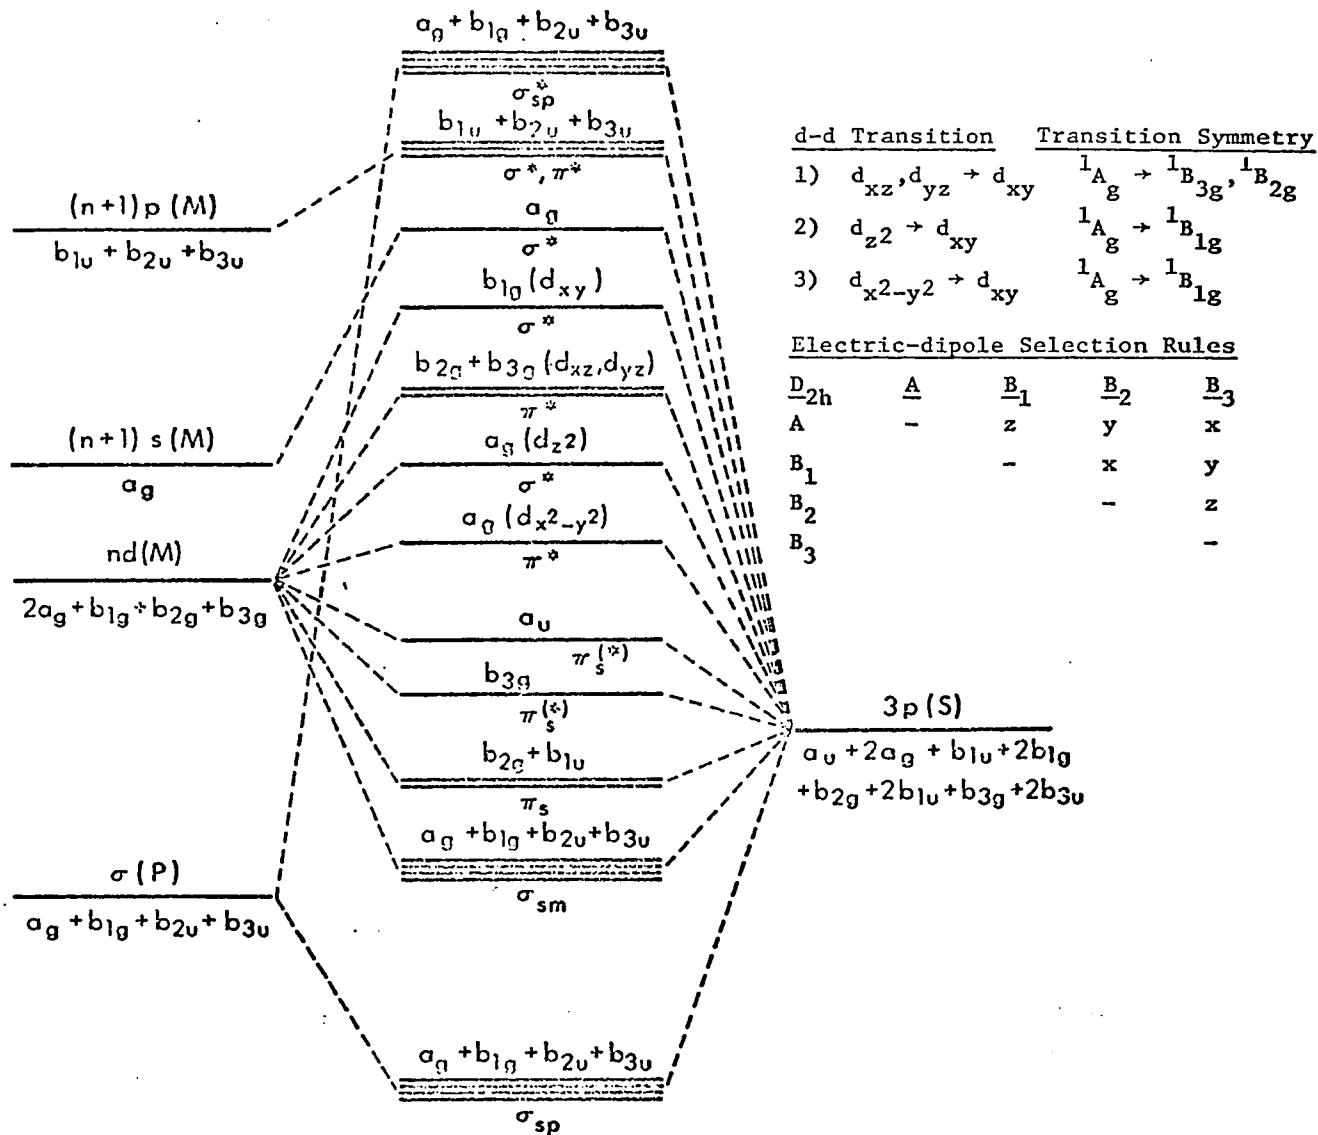 a_g + b_1g + b_2u + b_3u
σ*_sp
b_1u + b_2u + b_3u
σ*, π*
(n+1) p (M)
b_1u + b_2u + b_3u
a_g
σ*
b_1g (d_xy)
σ*
b_2g + b_3g (d_xz, d_yz)
π*
(n+1) s (M)
a_g
a_g (d_z2)
σ*
a_g (d_x2-y2)
π*
nd (M)
2a_g + b_1g + b_2g + b_3g
a_u
π_s^(*)
b_3g
π_s^(*)
b_2g + b_1u
π_s
a_g + b_1g + b_2u + b_3u
σ_sm
σ (P)
a_g + b_1g + b_2u + b_3u
a_g + b_1g + b_2u + b_3u
σ_sp
3p (S)
a_u + 2a_g + b_1u + 2b_1g
+ b_2g + 2b_1u + b_3g + 2b_3u
d-d Transition Transition Symmetry
1) d_xz, d_yz → d_xy ^1A_g → ^1B_3g, ^1B_2g
2) d_z2 → d_xy ^1A_g → ^1B_1g
3) d_x2-y2 → d_xy ^1A_g → ^1B_1g
Electric-dipole Selection Rules
D_2h A B_1 B_2 B_3
A - z y x
B_1 - x y
B_2 - z
B_3 -